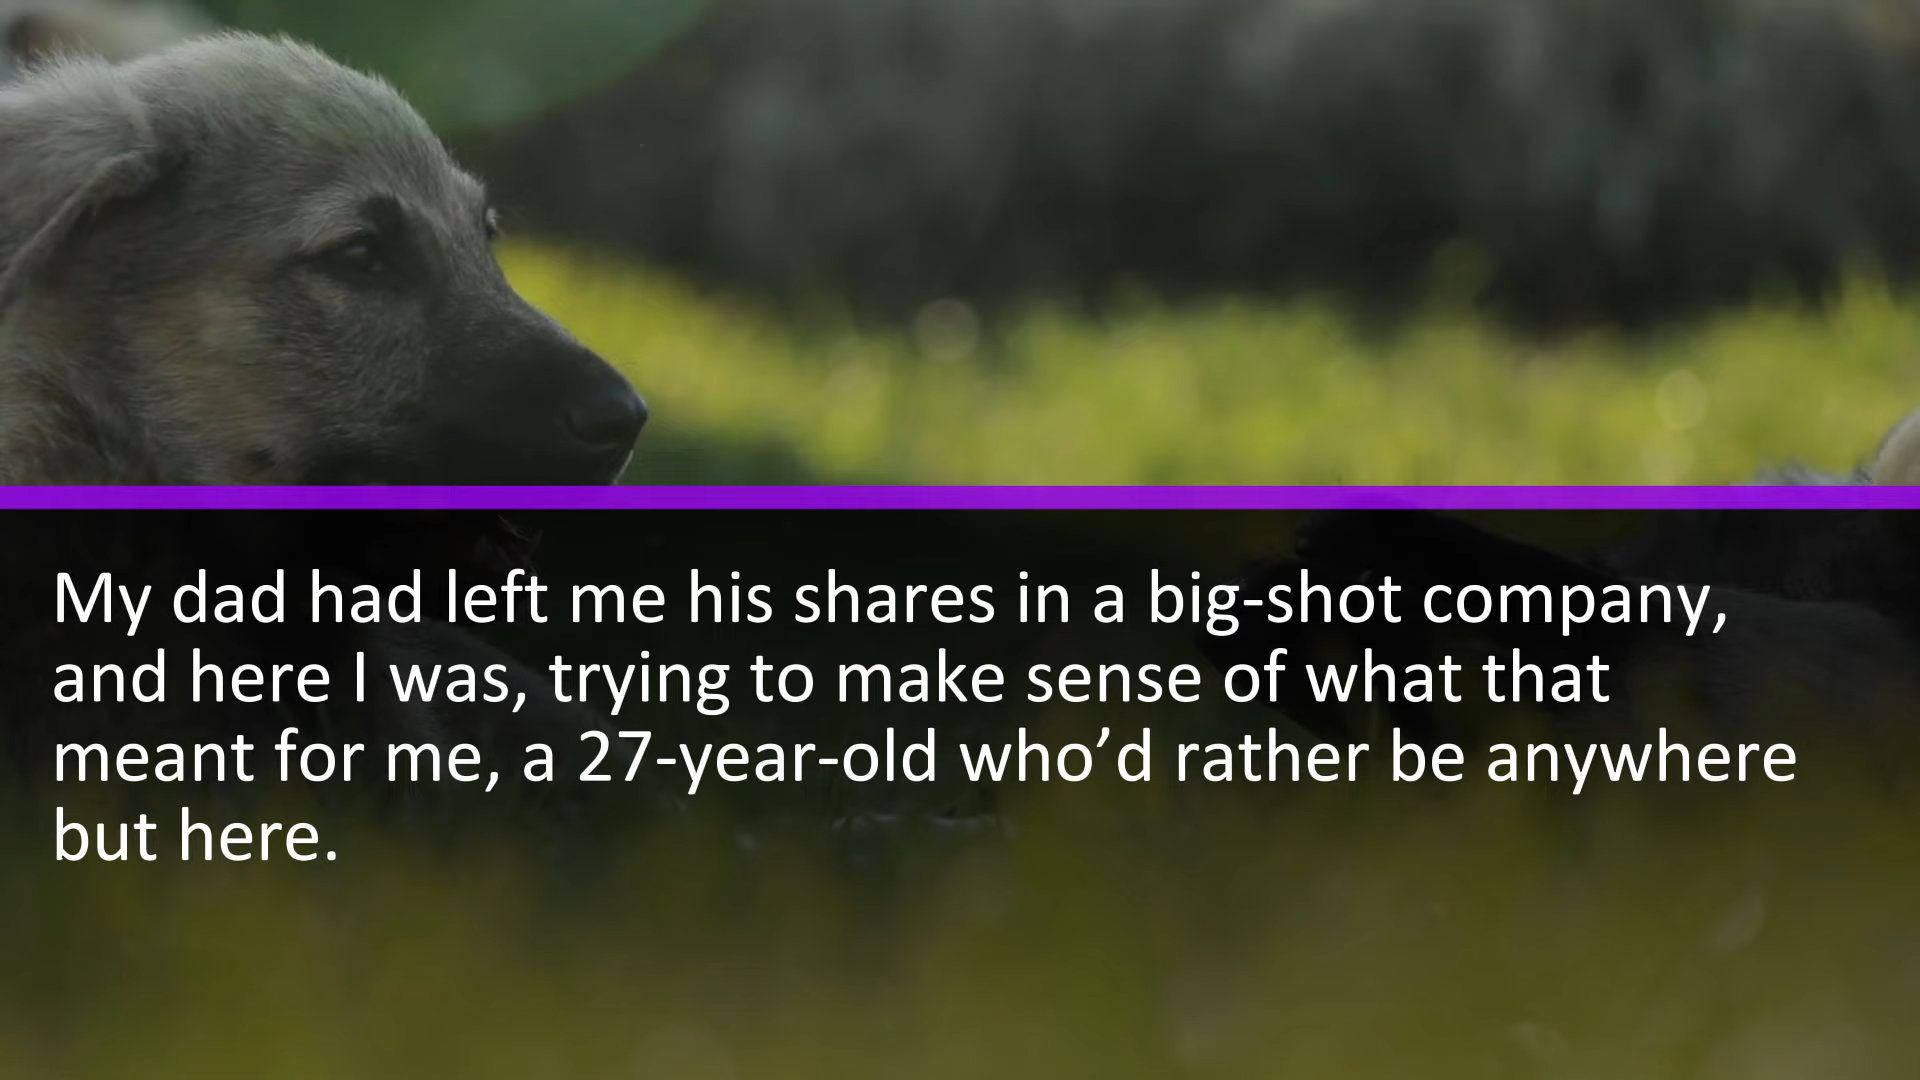 My dad had left me his shares in a big-shot company,
and here I was, trying to make sense of what that
meant for me, a 27-year-old who’d rather be anywhere
but here.